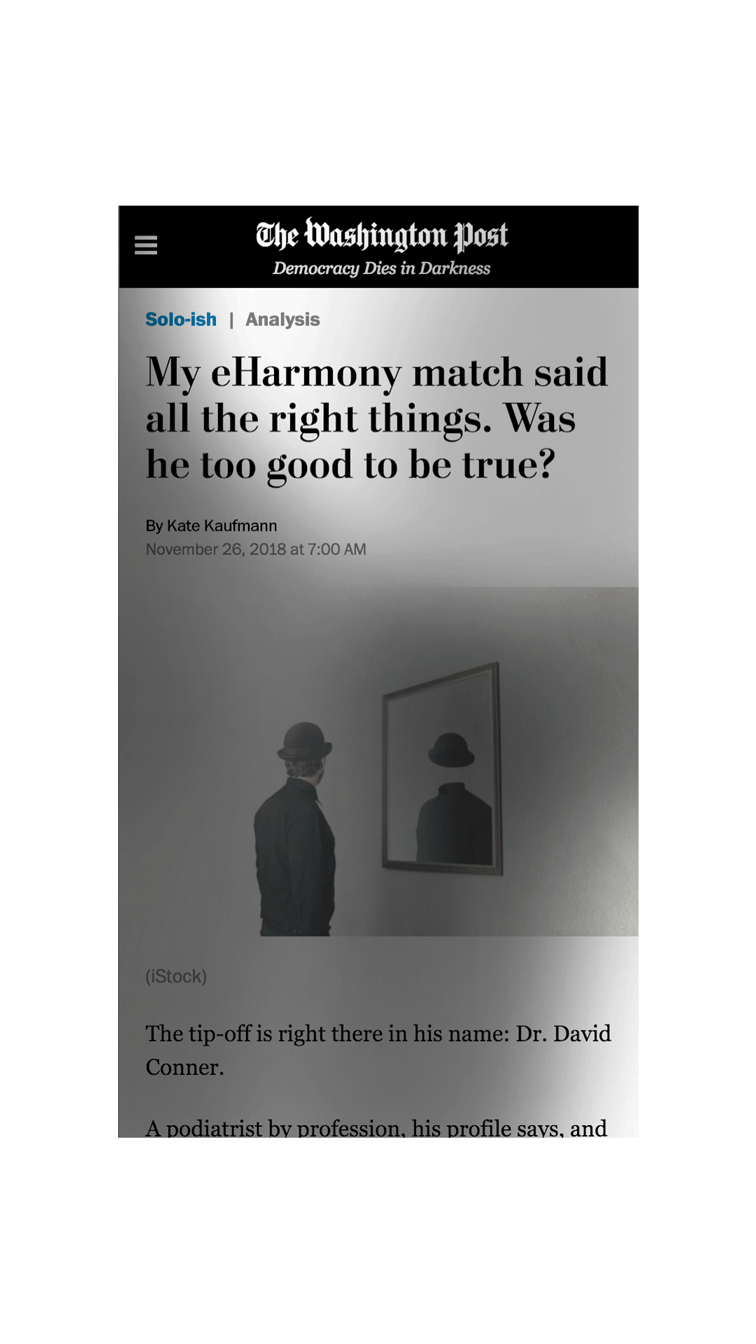 The Washington Post
Democracy Dies in Darkness
Solo-ish | Analysis
My eHarmony match said
all the right things. Was
he too good to be true?
By Kate Kaufmann
November 26, 2018 at 7:00 AM
(iStock)
The tip-off is right there in his name: Dr. David
Conner.
A podiatrist by profession, his profile says, and